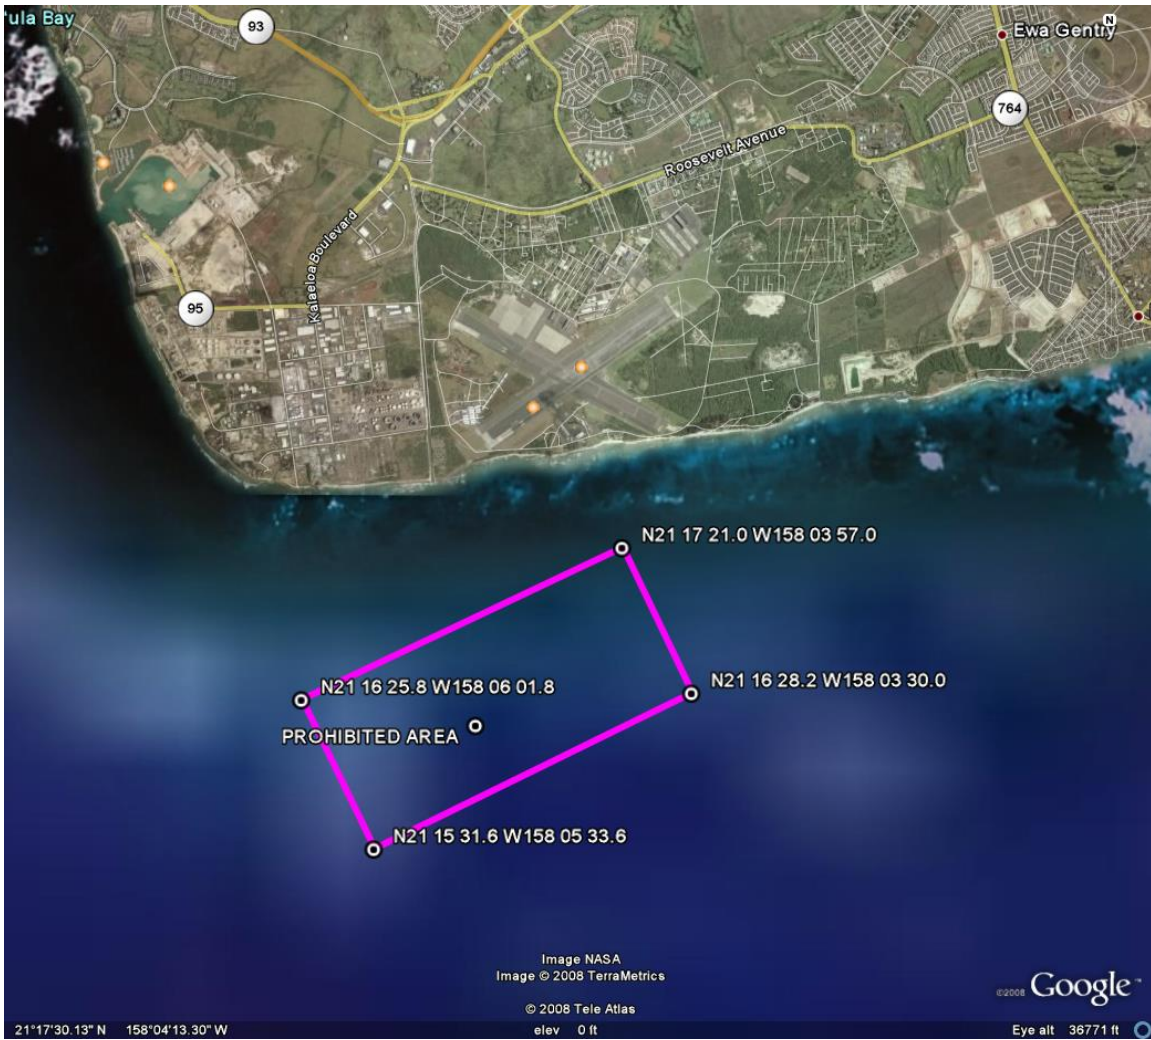 'ula Bay
93
N
Ewa Gentry
764
Roosevelt Avenue
Kalaeloa Boulevard
95
N21 17 21.0 W158 03 57.0
N21 16 28.2 W158 03 30.0
N21 16 25.8 W158 06 01.8
PROHIBITED AREA
N21 15 31.6 W158 05 33.6
Image NASA
Image © 2008 TerraMetrics
© 2008 Tele Atlas
©2008 Google™
21°17'30.13" N 158°04'13.30" W elev 0 ft Eye alt 36771 ft